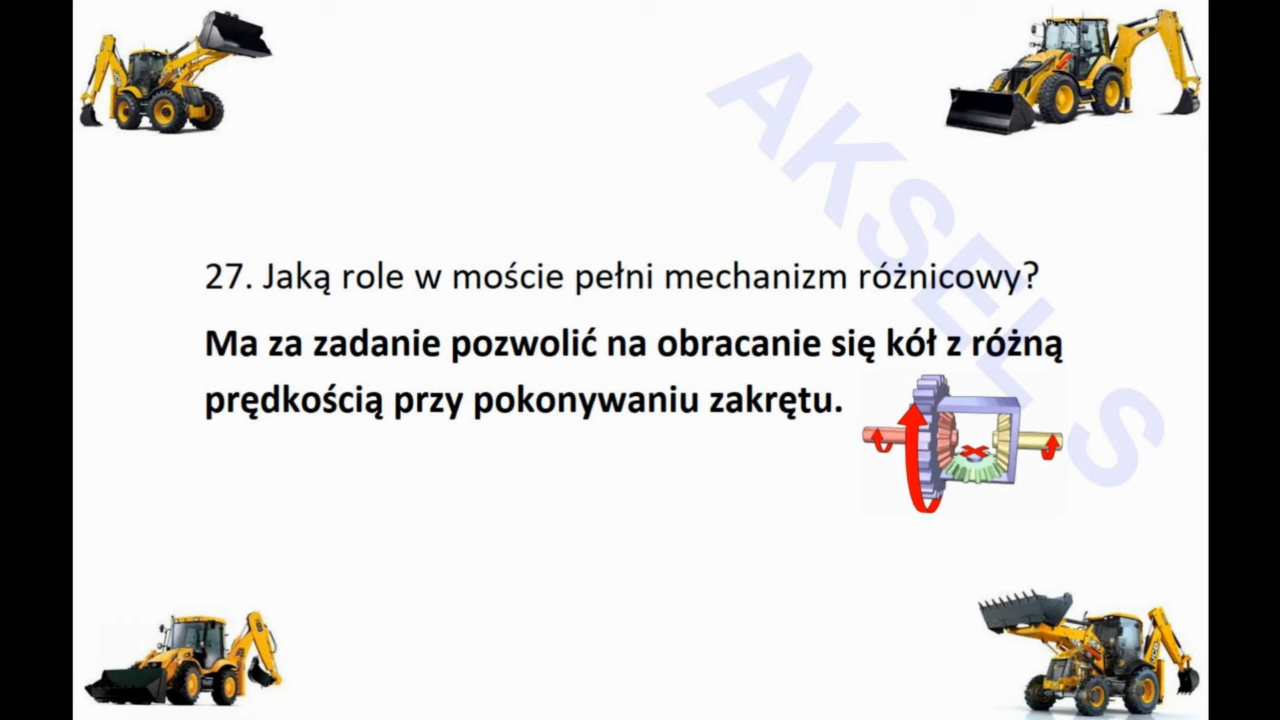 27. Jaką role w moście pełni mechanizm różnicowy?
Ma za zadanie pozwolić na obracanie się kół z różną
prędkością przy pokonywaniu zakrętu.
AKSEL S